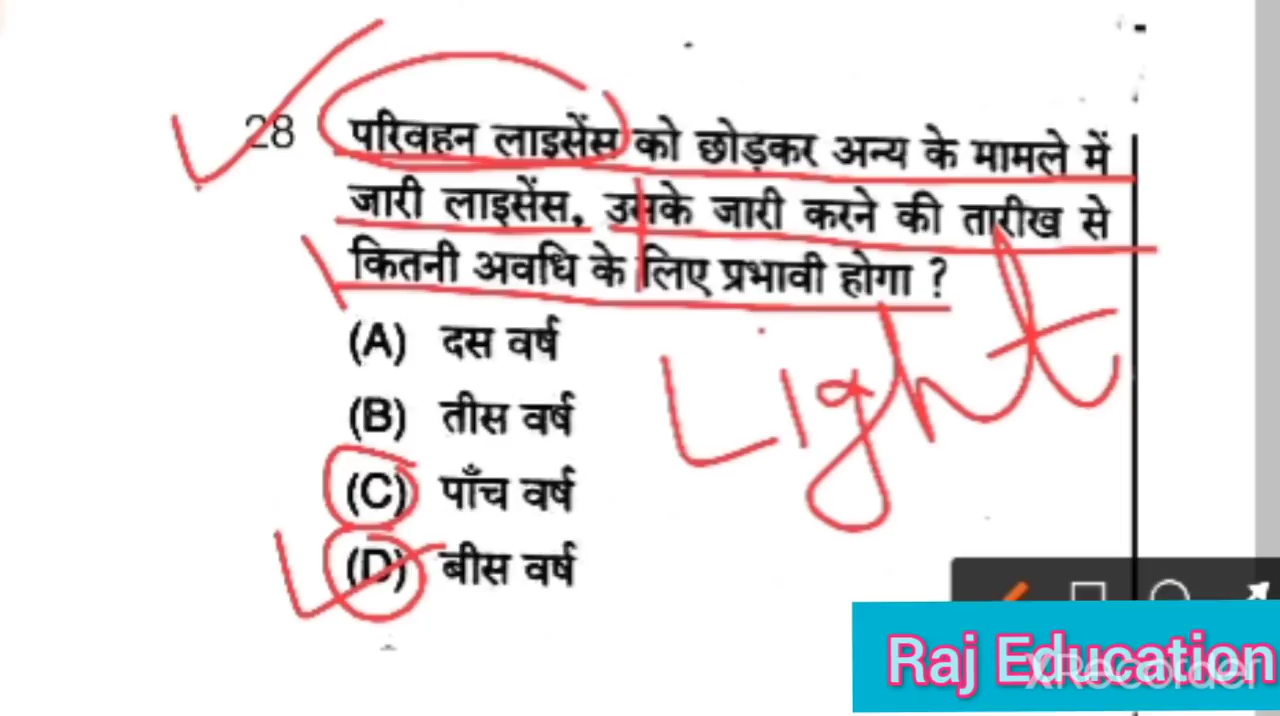 28 परिवहन लाइसेंस को छोड़कर अन्य के मामले में
जारी लाइसेंस, उसके जारी करने की तारीख से
कितनी अवधि के लिए प्रभावी होगा ?
(A) दस वर्ष
Light
(B) तीस वर्ष
(C) पाँच वर्ष
(D) बीस वर्ष
Raj Education
XRecorder